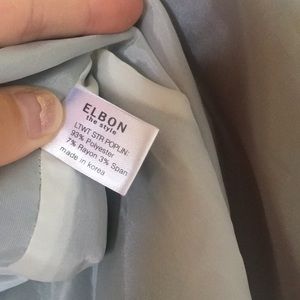 ELBON
the style
LTWT STR POPLIN:
93% Polyester
7% Rayon 3% Span
made in korea